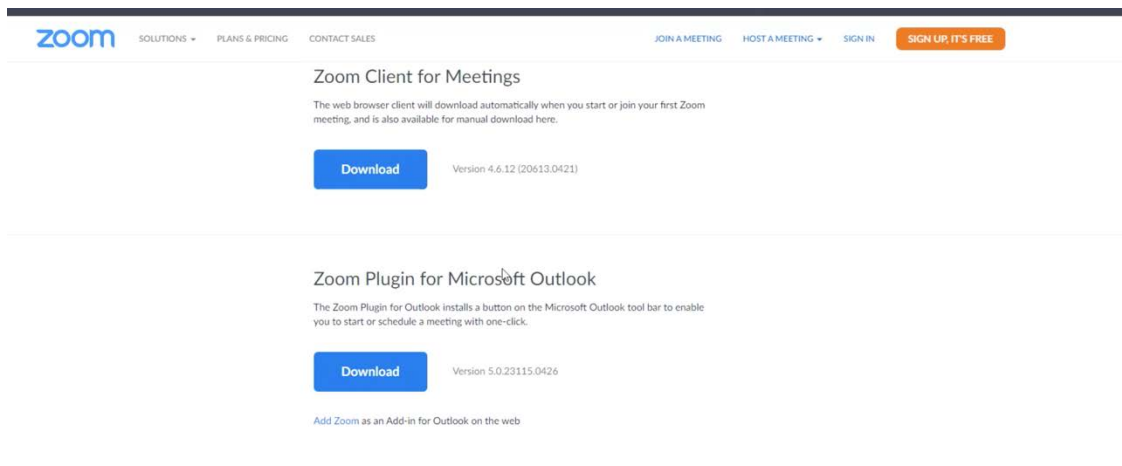 zoom SOLUTIONS PLANS & PRICING CONTACT SALES JOIN A MEETING HOST A MEETING SIGN IN SIGN UP, IT'S FREE
Zoom Client for Meetings
The web browser client will download automatically when you start or join your first Zoom
meeting, and is also available for manual download here.
Download Version 4.6.12 (20613.0421)
Zoom Plugin for Microsoft Outlook
The Zoom Plugin for Outlook installs a button on the Microsoft Outlook tool bar to enable
you to start or schedule a meeting with one-click.
Download Version 5.0.23115.0426
Add Zoom as an Add-in for Outlook on the web